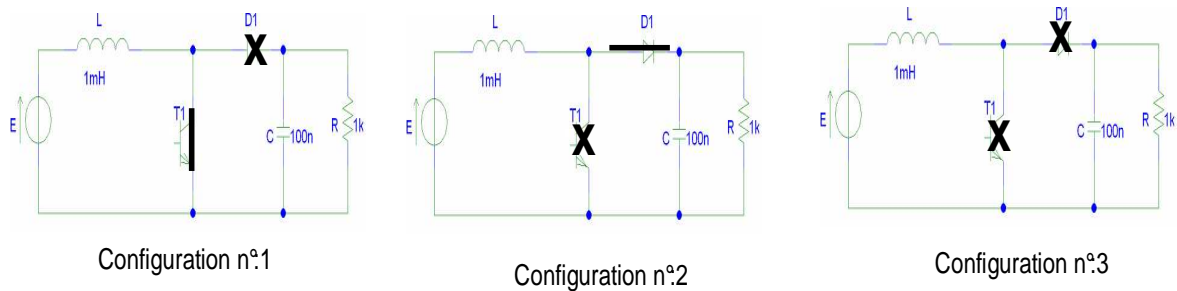 L
D1
1mH
T1
E
C
100n
R
1k
Configuration n°:1
L
D1
1mH
T1
E
C
100n
R
1k
Configuration n°:2
L
D1
1mH
T1
E
C
100n
R
1k
Configuration n°:3